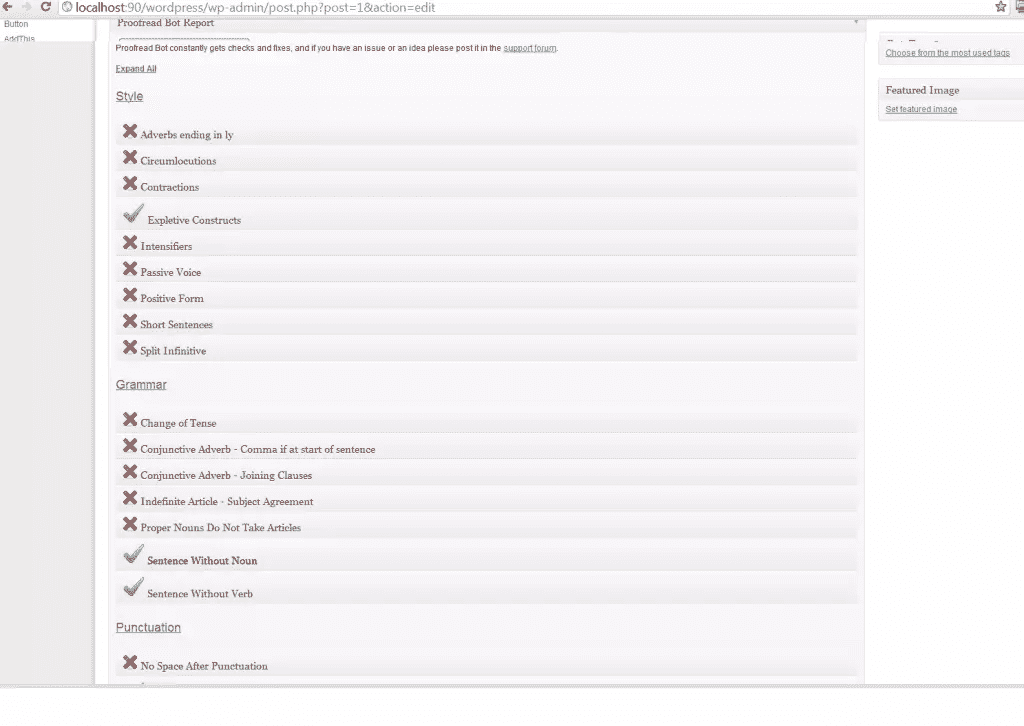 localhost:90/wordpress/wp-admin/post.php?post=1&action=edit
Button
AddThis
Proofread Bot Report
Proofread Bot constantly gets checks and fixes, and if you have an issue or an idea please post it in the support forum.
Expand All
Style
Adverbs ending in ly
Circumlocutions
Contractions
Expletive Constructs
Intensifiers
Passive Voice
Positive Form
Short Sentences
Split Infinitive
Grammar
Change of Tense
Conjunctive Adverb - Comma if at start of sentence
Conjunctive Adverb - Joining Clauses
Indefinite Article - Subject Agreement
Proper Nouns Do Not Take Articles
Sentence Without Noun
Sentence Without Verb
Punctuation
No Space After Punctuation
Choose from the most used tags
Featured Image
Set featured image